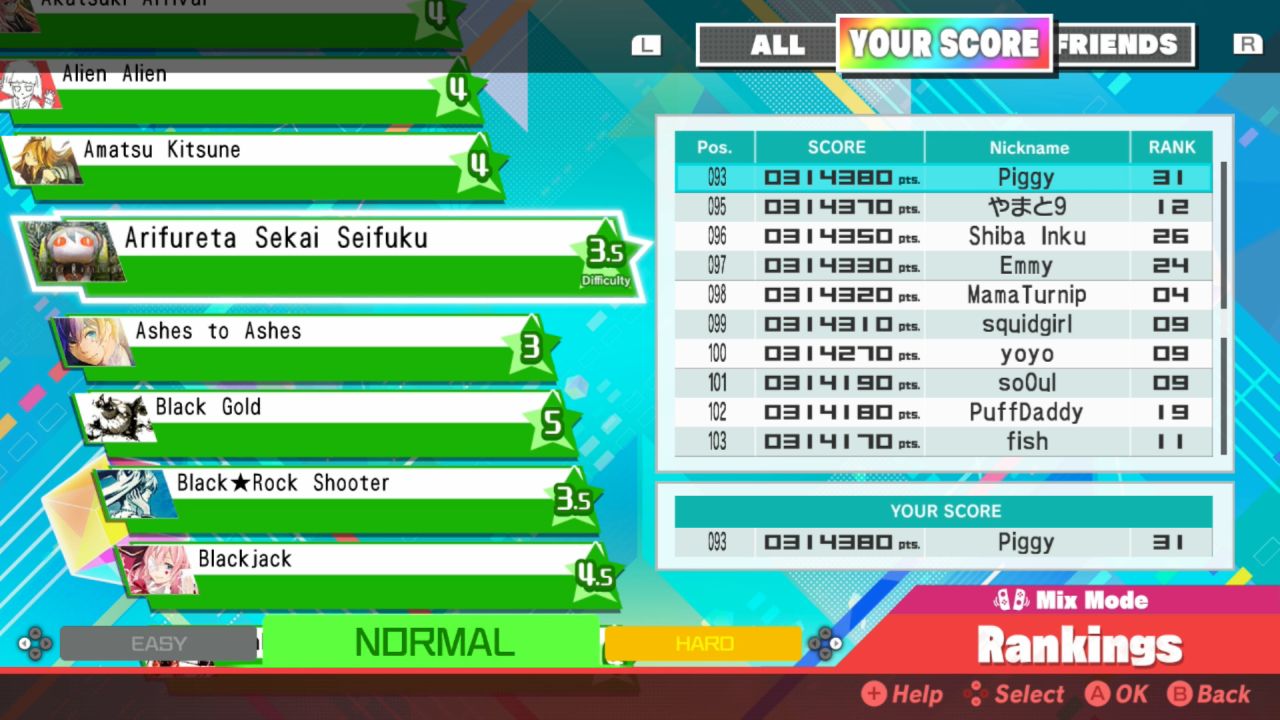 Akatsuki Arrival
4
Alien Alien
4
Amatsu Kitsune
4
Arifureta Sekai Seifuku
3.5
Difficulty
Ashes to Ashes
3
Black Gold
5
Black★Rock Shooter
3.5
Blackjack
4.5
EASY NORMAL HARD
L ALL YOUR SCORE FRIENDS R
Pos. SCORE Nickname RANK
093 0314380 pts. Piggy 31
095 0314370 pts. やまと9 12
096 0314350 pts. Shiba Inku 26
097 0314330 pts. Emmy 24
098 0314320 pts. MamaTurnip 04
099 0314310 pts. squidgirl 09
100 0314270 pts. yoyo 09
101 0314190 pts. so0ul 09
102 0314180 pts. PuffDaddy 19
103 0314170 pts. fish 11
YOUR SCORE
093 0314380 pts. Piggy 31
Mix Mode
Rankings
+ Help Select A OK B Back